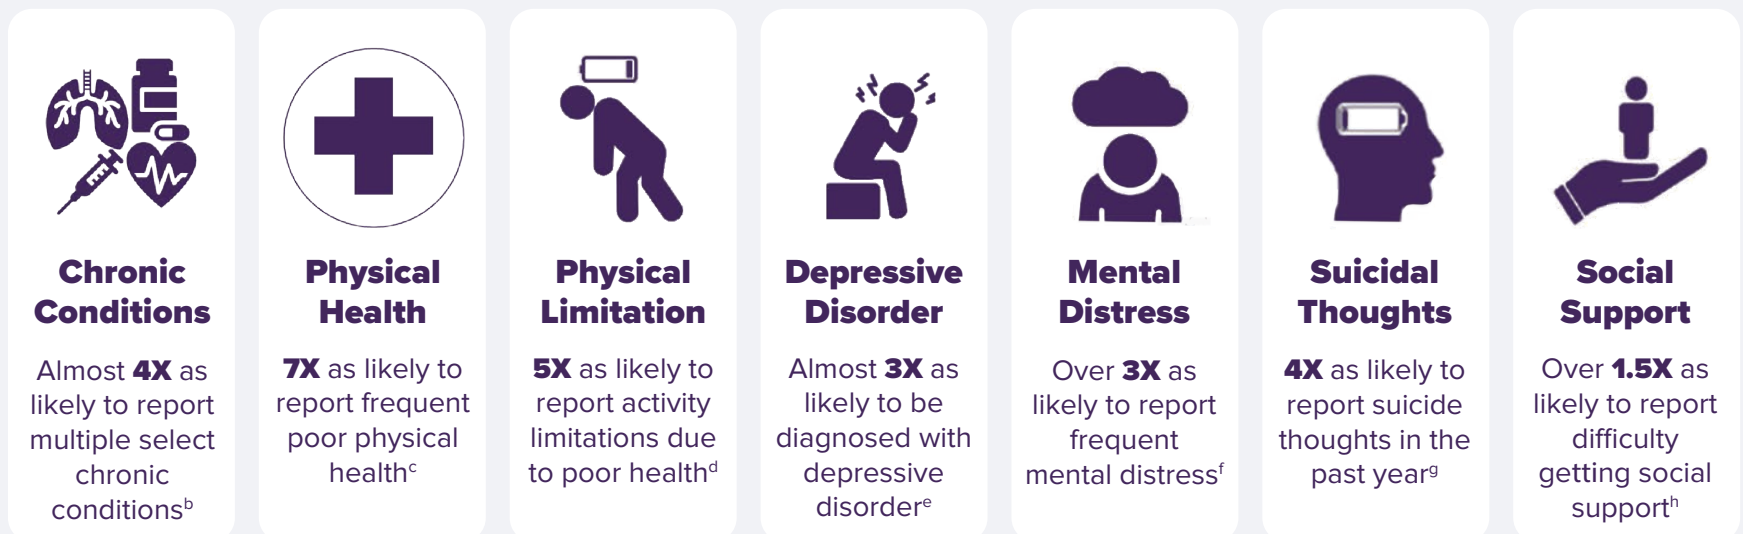 Chronic
Conditions
Almost 4X as
likely to report
multiple select
chronic
conditionsᵇ
Physical
Health
7X as likely to
report frequent
poor physical
healthᶜ
Physical
Limitation
5X as likely to
report activity
limitations due
to poor healthᵈ
Depressive
Disorder
Almost 3X as
likely to be
diagnosed with
depressive
disorderᵉ
Mental
Distress
Over 3X as
likely to report
frequent
mental distressᶠ
Suicidal
Thoughts
4X as likely to
report suicide
thoughts in the
past yearᵍ
Social
Support
Over 1.5X as
likely to report
difficulty
getting social
supportʰ